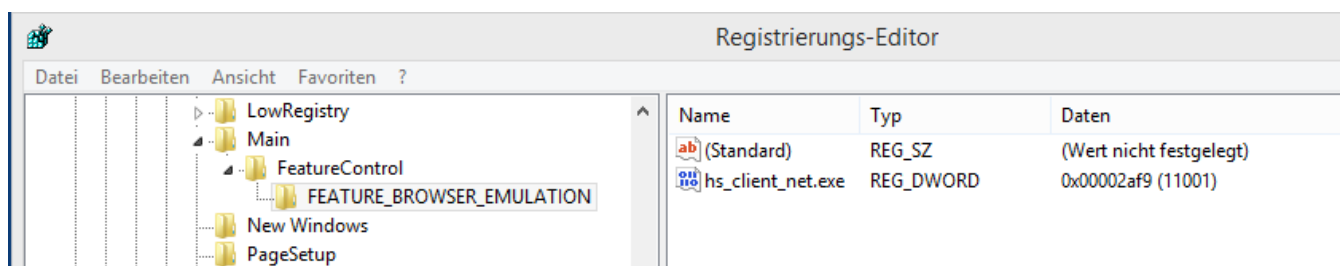 Registrierungs-Editor
Datei Bearbeiten Ansicht Favoriten ?
LowRegistry
Main
FeatureControl
FEATURE_BROWSER_EMULATION
New Windows
PageSetup
Name Typ Daten
ab (Standard) REG_SZ (Wert nicht festgelegt)
hs_client_net.exe REG_DWORD 0x00002af9 (11001)